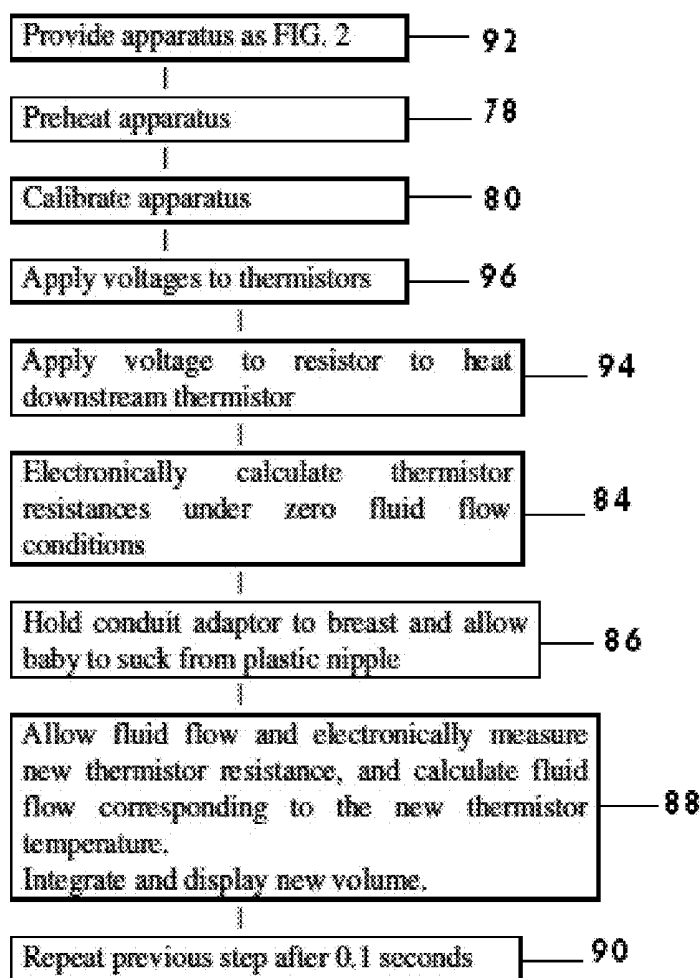 Provide apparatus as FIG. 2 92
Preheat apparatus 78
Calibrate apparatus 80
Apply voltages to thermistors 96
Apply voltage to resistor to heat
downstream thermistor 94
Electronically calculate thermistor
resistances under zero fluid flow
conditions 84
Hold conduit adaptor to breast and allow
baby to suck from plastic nipple 86
Allow fluid flow and electronically measure
new thermistor resistance, and calculate fluid
flow corresponding to the new thermistor
temperature.
Integrate and display new volume. 88
Repeat previous step after 0.1 seconds 90